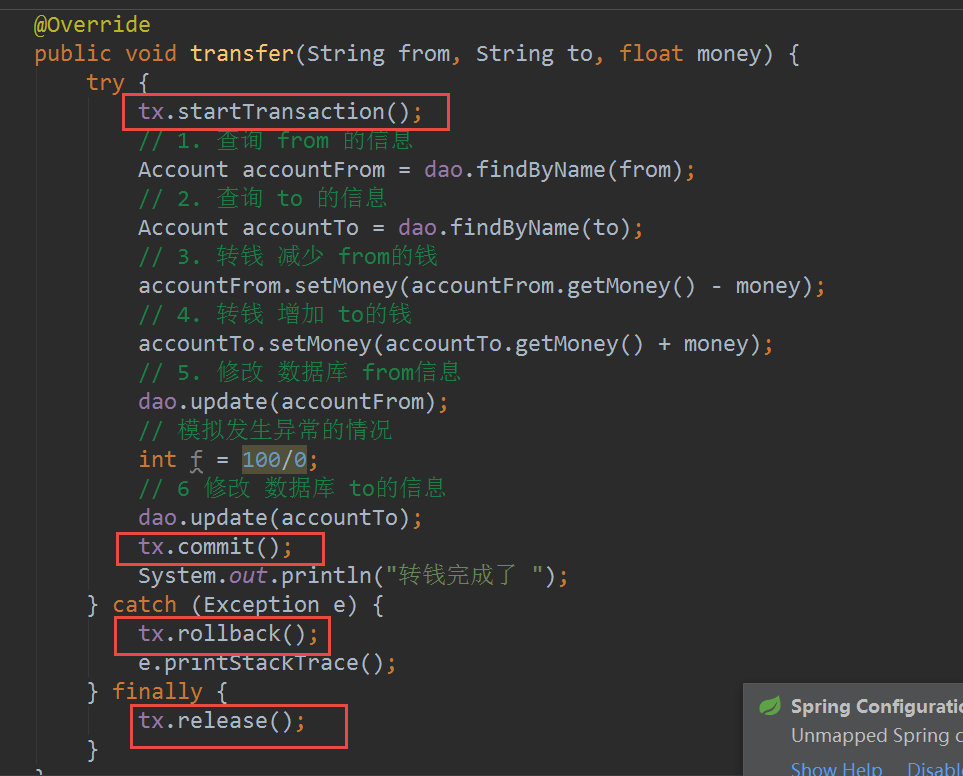 @Override
public void transfer(String from, String to, float money) {
try {
tx.startTransaction();
// 1. 查询 from 的信息
Account accountFrom = dao.findByName(from);
// 2. 查询 to 的信息
Account accountTo = dao.findByName(to);
// 3. 转钱 减少 from的钱
accountFrom.setMoney(accountFrom.getMoney() - money);
// 4. 转钱 增加 to的钱
accountTo.setMoney(accountTo.getMoney() + money);
// 5. 修改 数据库 from信息
dao.update(accountFrom);
// 模拟发生异常的情况
int f = 100/0;
// 6 修改 数据库 to的信息
dao.update(accountTo);
tx.commit();
System.out.println("转钱完成了 ");
} catch (Exception e) {
tx.rollback();
e.printStackTrace();
} finally {
tx.release();
}
Spring Configuratio
Unmapped Spring c
Show Help Disabl